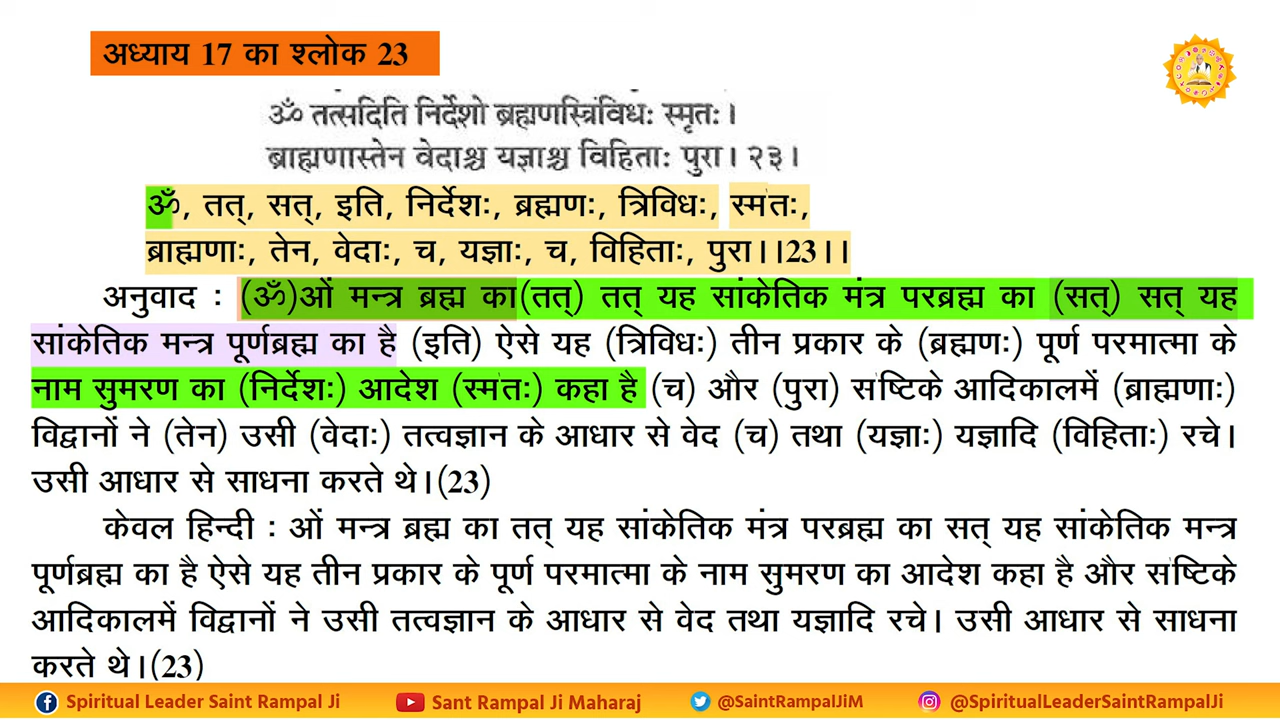 अध्याय 17 का श्लोक 23
ॐ तत्सदिति निर्देशो ब्रह्मणस्त्रिविधः स्मृतः।
ब्राह्मणास्तेन वेदाश्च यज्ञाश्च विहिताः पुरा। २३।
ॐ, तत्, सत्, इति, निर्देशः, ब्रह्मणः, त्रिविधः, स्मंतः,
ब्राह्मणाः, तेन, वेदाः, च, यज्ञाः, च, विहिताः, पुरा।।23।।
अनुवाद : (ॐ)ओं मन्त्र ब्रह्म का(तत्) तत् यह सांकेतिक मंत्र परब्रह्म का (सत्) सत् यह
सांकेतिक मन्त्र पूर्णब्रह्म का है (इति) ऐसे यह (त्रिविधः) तीन प्रकार के (ब्रह्मणः) पूर्ण परमात्मा के
नाम सुमरण का (निर्देशः) आदेश (स्मंतः) कहा है (च) और (पुरा) संष्टिके आदिकालमें (ब्राह्मणाः)
विद्वानों ने (तेन) उसी (वेदाः) तत्वज्ञान के आधार से वेद (च) तथा (यज्ञाः) यज्ञादि (विहिताः) रचे।
उसी आधार से साधना करते थे।(23)
केवल हिन्दी : ओं मन्त्र ब्रह्म का तत् यह सांकेतिक मंत्र परब्रह्म का सत् यह सांकेतिक मन्त्र
पूर्णब्रह्म का है ऐसे यह तीन प्रकार के पूर्ण परमात्मा के नाम सुमरण का आदेश कहा है और संष्टिके
आदिकालमें विद्वानों ने उसी तत्वज्ञान के आधार से वेद तथा यज्ञादि रचे। उसी आधार से साधना
करते थे।(23)
Spiritual Leader Saint Rampal Ji Sant Rampal Ji Maharaj @SaintRampalJiM @SpiritualLeaderSaintRampalJi